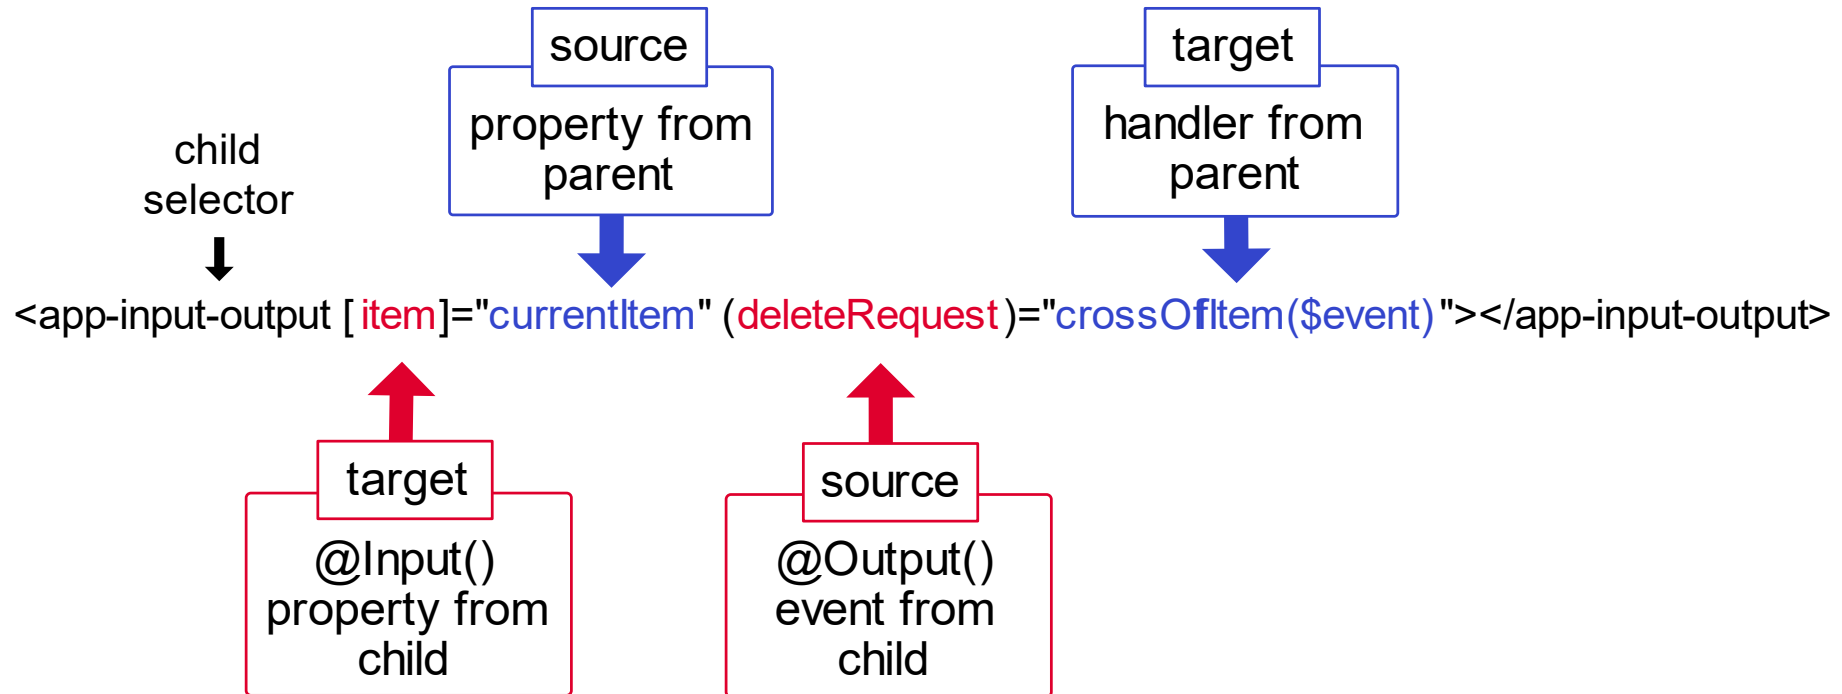 source
target
property from
parent
handler from
parent
child
selector
<app-input-output [item]="currentItem" (deleteRequest)="crossOffItem($event)"></app-input-output>
target
@Input()
property from
child
source
@Output()
event from
child